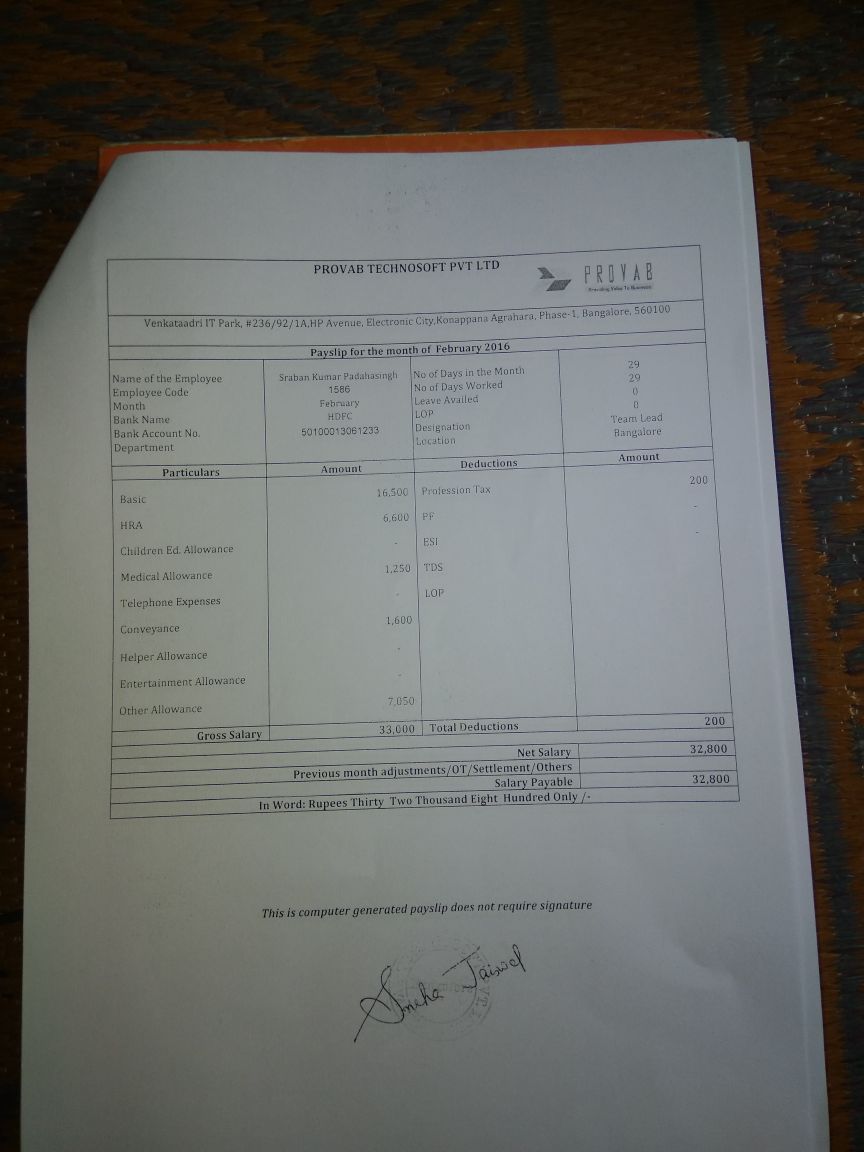 PROVAB TECHNOSOFT PVT LTD
PROVAB
Providing Value To Business
Venkataadri IT Park, #236/92/1A,HP Avenue, Electronic City,Konappana Agrahara, Phase-1, Bangalore, 560100
Payslip for the month of February 2016
Name of the Employee Sraban Kumar Padahasingh No of Days in the Month 29
Employee Code 1586 No of Days Worked 29
Month February Leave Availed 0
Bank Name HDFC LOP 0
Bank Account No. 50100013061233 Designation Team Lead
Department Location Bangalore
Particulars Amount Deductions Amount
Basic 16,500 Profession Tax 200
HRA 6,600 PF -
Children Ed. Allowance - ESI -
Medical Allowance 1,250 TDS
Telephone Expenses - LOP
Conveyance 1,600
Helper Allowance -
Entertainment Allowance -
Other Allowance 7,050
Gross Salary 33,000 Total Deductions 200
Net Salary 32,800
Previous month adjustments/OT/Settlement/Others
Salary Payable 32,800
In Word: Rupees Thirty Two Thousand Eight Hundred Only /-
This is computer generated payslip does not require signature
Sneha Jaiswal